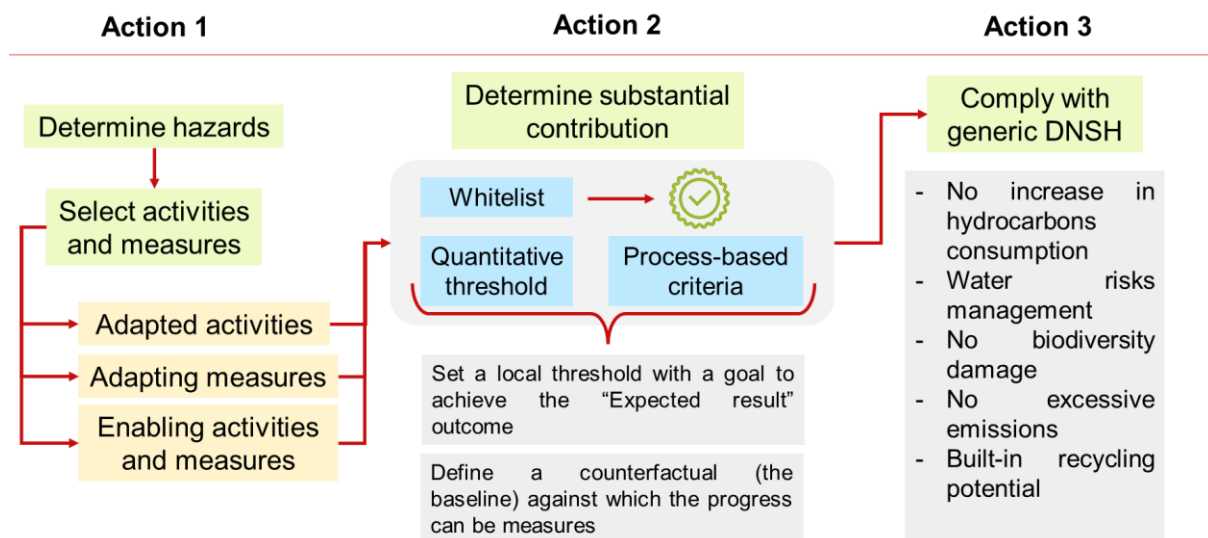 Action 1
Action 2
Action 3
Determine hazards
Select activities
and measures
Adapted activities
Adapting measures
Enabling activities
and measures
Determine substantial
contribution
Whitelist
Quantitative
threshold
Process-based
criteria
Set a local threshold with a goal to
achieve the “Expected result”
outcome
Define a counterfactual (the
baseline) against which the progress
can be measures
Comply with
generic DNSH
- No increase in
hydrocarbons
consumption
- Water risks
management
- No biodiversity
damage
- No excessive
emissions
- Built-in recycling
potential